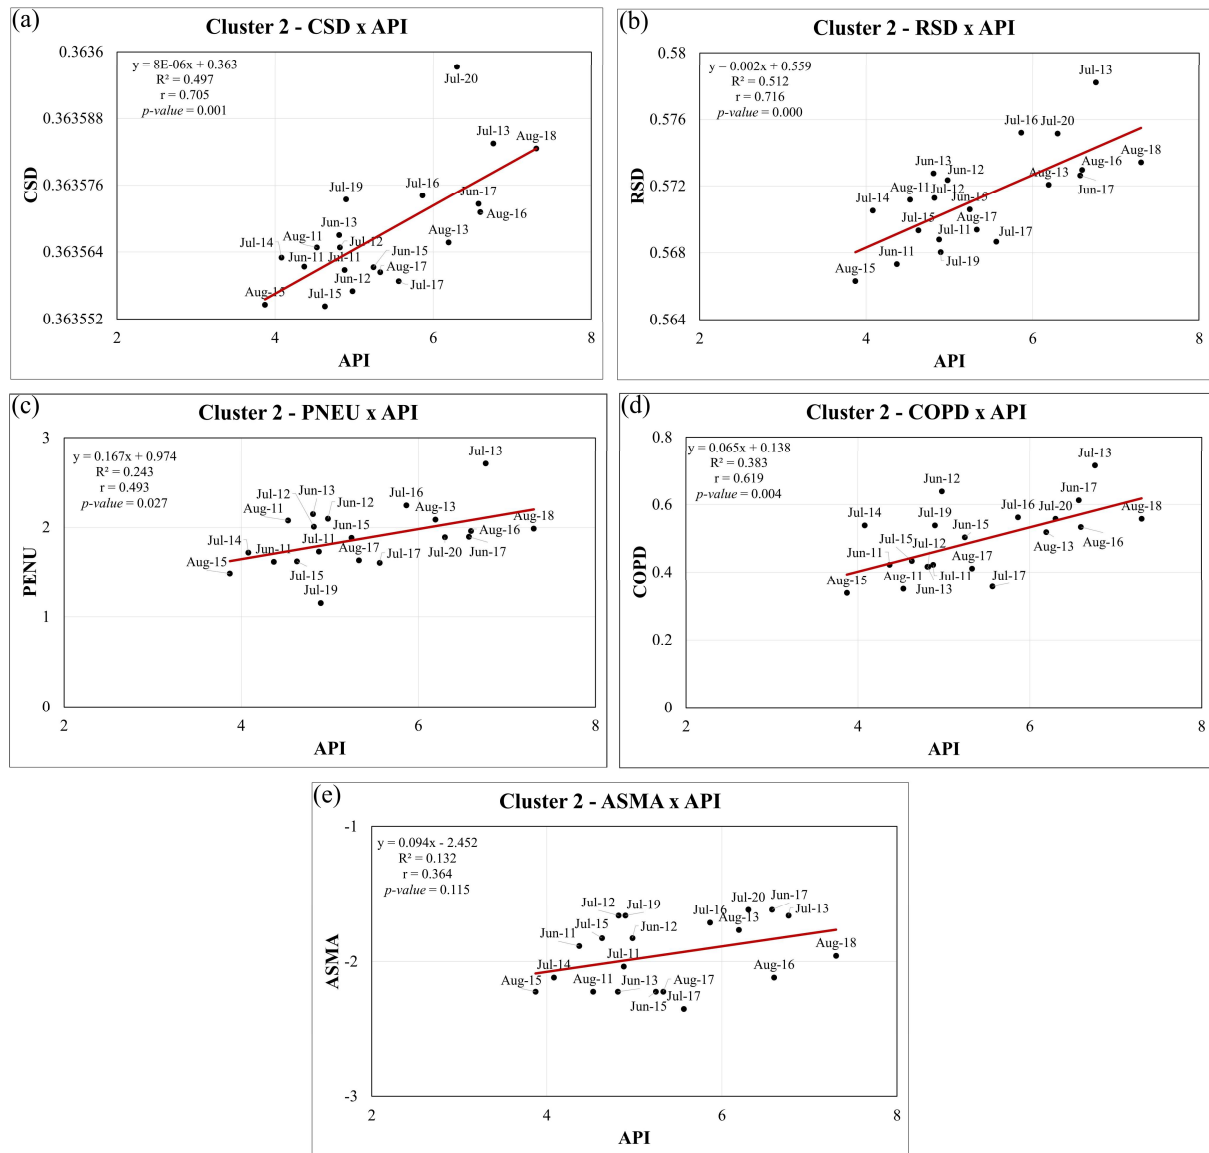 (a)
Cluster 2 - CSD x API
0.3636
y = 8E-06x + 0.363
R² = 0.497
r = 0.705
p-value = 0.001
Jul-20
0.363588
Jul-13
Aug-18
CSD
0.363576
Jul-19
Jul-16
Jun-17
Aug-16
Jun-13
Aug-11
Jul-12
Aug-13
0.363564
Jul-14
Jun-11
Jul-11
Jun-15
Aug-17
Jun-12
Jul-17
Aug-15
Jul-15
0.363552
2
4
6
8
API
(b)
Cluster 2 - RSD x API
0.58
y – 0.002x + 0.559
R² = 0.512
r = 0.716
p-value = 0.000
Jul-13
0.576
Jul-16
Jul-20
Jun-13
Jun-12
Aug-18
Aug-16
Aug-13
RSD
0.572
Jul-14
Aug-11
Jul-12
Jun-17
Jun-15
Jul-15
Jul-11
Aug-17
Jul-17
0.568
Jun-11
Jul-19
Aug-15
0.564
2
4
6
8
API
(c)
Cluster 2 - PNEU x API
3
y = 0.167x + 0.974
R² = 0.243
r = 0.493
p-value = 0.027
Jul-13
Jul-12
Jun-13
Jun-12
Jul-16
Aug-11
Aug-13
2
Jun-15
Aug-18
Aug-16
Jul-14
Jun-11
Jul-11
Aug-17
Jul-17
Jul-20
Jun-17
Aug-15
Jul-15
Jul-19
PENU
1
0
2
4
6
8
API
(d)
Cluster 2 - COPD x API
0.8
y = 0.065x + 0.138
R² = 0.383
r = 0.619
p-value = 0.004
Jul-13
Jun-12
Jun-17
0.6
Jul-14
Jul-19
Jul-16
Jul-20
Aug-18
Jun-15
Aug-13
Aug-16
Jul-15
Jul-12
Jun-11
Aug-17
COPD
0.4
Aug-15
Aug-11
Jul-11
Jul-17
Jun-13
0.2
0
2
4
6
8
API
(e)
Cluster 2 - ASMA x API
-1
y = 0.094x - 2.452
R² = 0.132
r = 0.364
p-value = 0.115
Jul-12
Jul-19
Jul-20
Jun-17
Jul-16
Jul-13
Jul-15
Jun-12
Aug-13
Jun-11
Aug-18
ASMA
-2
Jul-14
Jul-11
Aug-16
Aug-15
Aug-11
Jun-13
Aug-17
Jun-15
Jul-17
-3
2
4
6
8
API